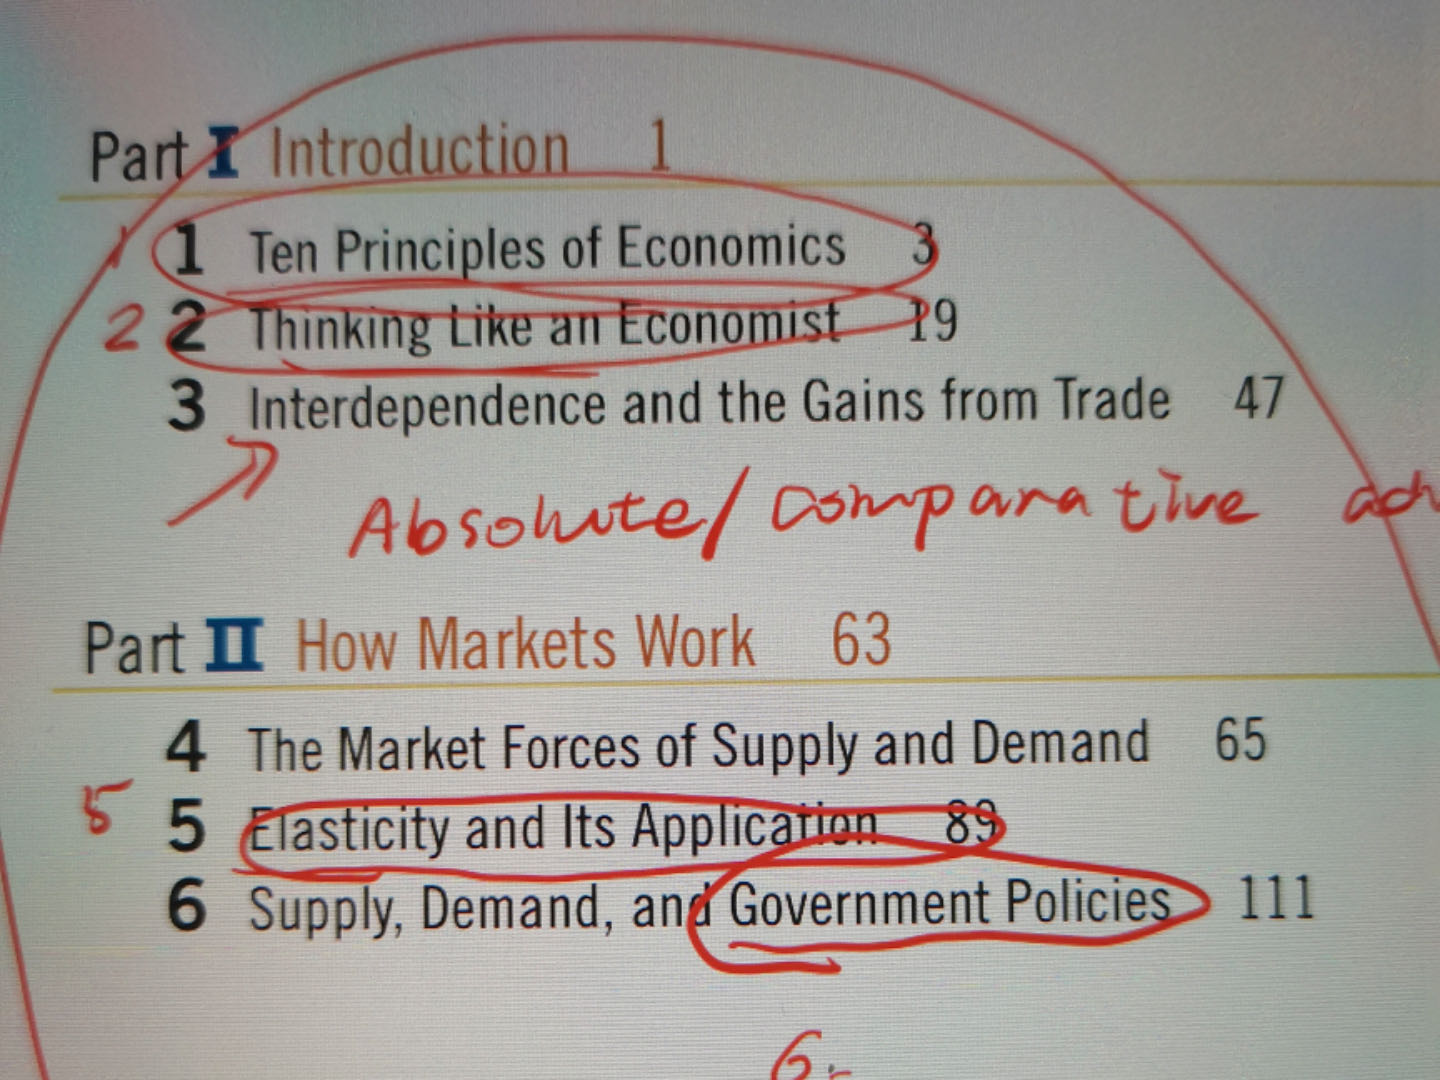 Part I Introduction 1
1 1 Ten Principles of Economics 3
2 2 Thinking Like an Economist 19
3 Interdependence and the Gains from Trade 47
Absolute/comparative
Part II How Markets Work 63
4 The Market Forces of Supply and Demand 65
5 5 Elasticity and Its Application 89
6 Supply, Demand, and Government Policies 111
6